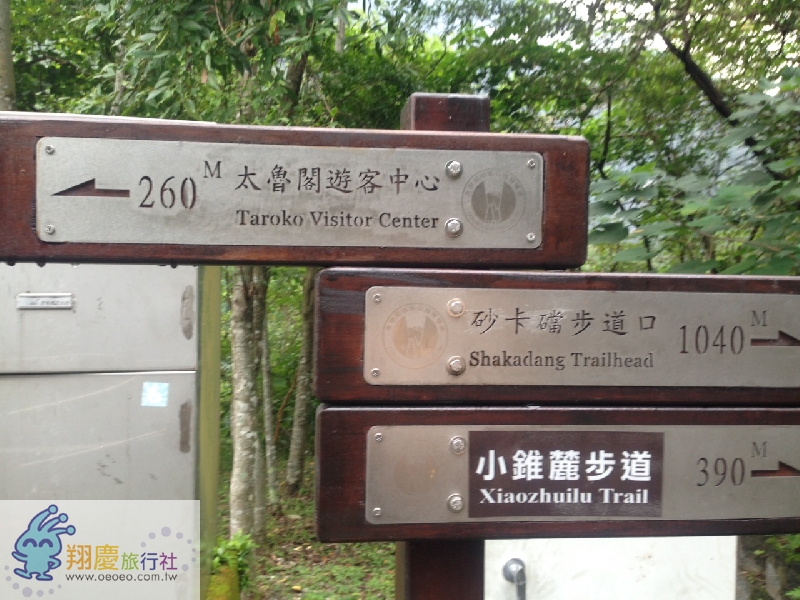 260 M 太魯閣遊客中心
Taroko Visitor Center
砂卡礑步道口 1040 M
Shakadang Trailhead
小錐麓步道 390 M
Xiaozhuilu Trail
翔慶旅行社
www.oeoeo.com.tw